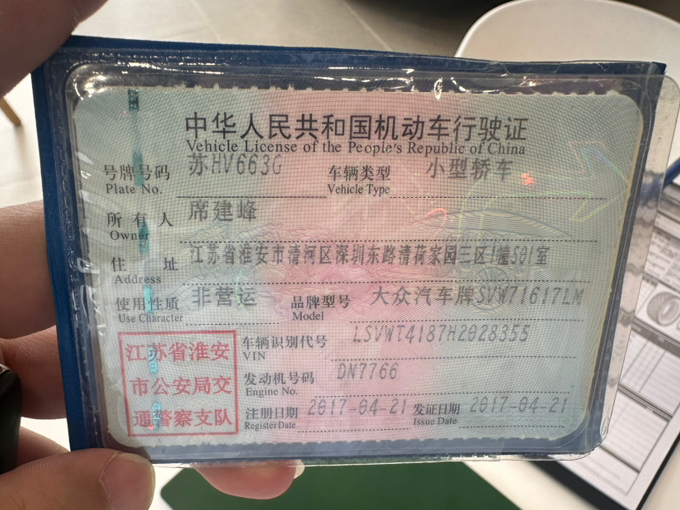 中华人民共和国机动车行驶证
Vehicle License of the People's Republic of China
号牌号码 苏HV663G 车辆类型 小型轿车
Plate No. Vehicle Type
所有人 席建峰
Owner
住址 江苏省淮安市清河区深圳东路清荷家园三区1幢501室
Address
使用性质 非营运 品牌型号 大众汽车牌SVW71617LM
Use Character Model
江苏省淮安
市公安局交
通警察支队
车辆识别代号 LSVWT4187H2028355
VIN
发动机号码 DN7766
Engine No.
注册日期 2017-04-21 发证日期 2017-04-21
Register Date Issue Date